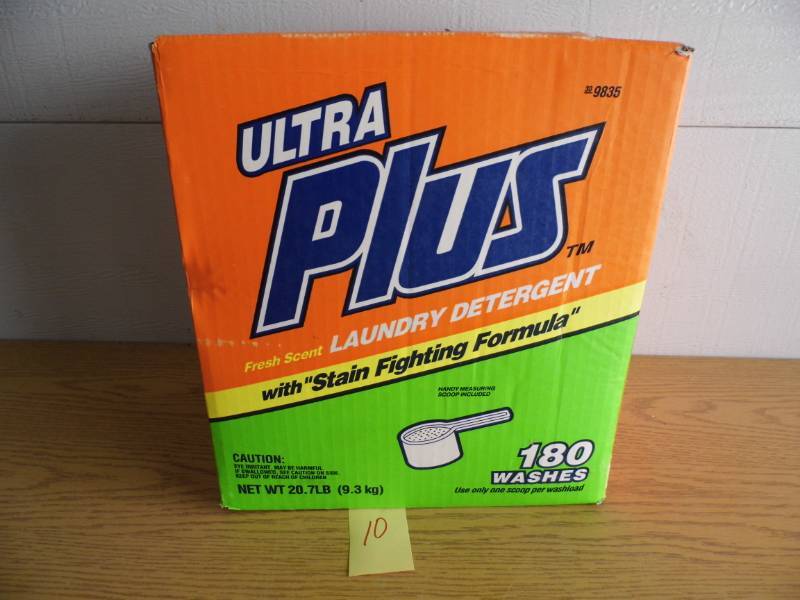 9835
ULTRA
Plus TM
Fresh Scent LAUNDRY DETERGENT
with "Stain Fighting Formula"
HANDY MEASURING
SCOOP INCLUDED
180
WASHES
Use only one scoop per washload
CAUTION:
EYE IRRITANT. MAY BE HARMFUL
IF SWALLOWED. SEE CAUTION ON SIDE.
KEEP OUT OF REACH OF CHILDREN
NET WT 20.7LB (9.3 kg)
10